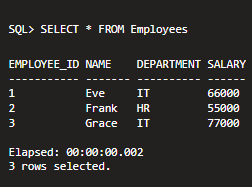 SQL> SELECT * FROM Employees
EMPLOYEE_ID NAME    DEPARTMENT SALARY
----------- ------- ---------- ------
1           Eve     IT         66000
2           Frank   HR         55000
3           Grace   IT         77000
Elapsed: 00:00:00.002
3 rows selected.